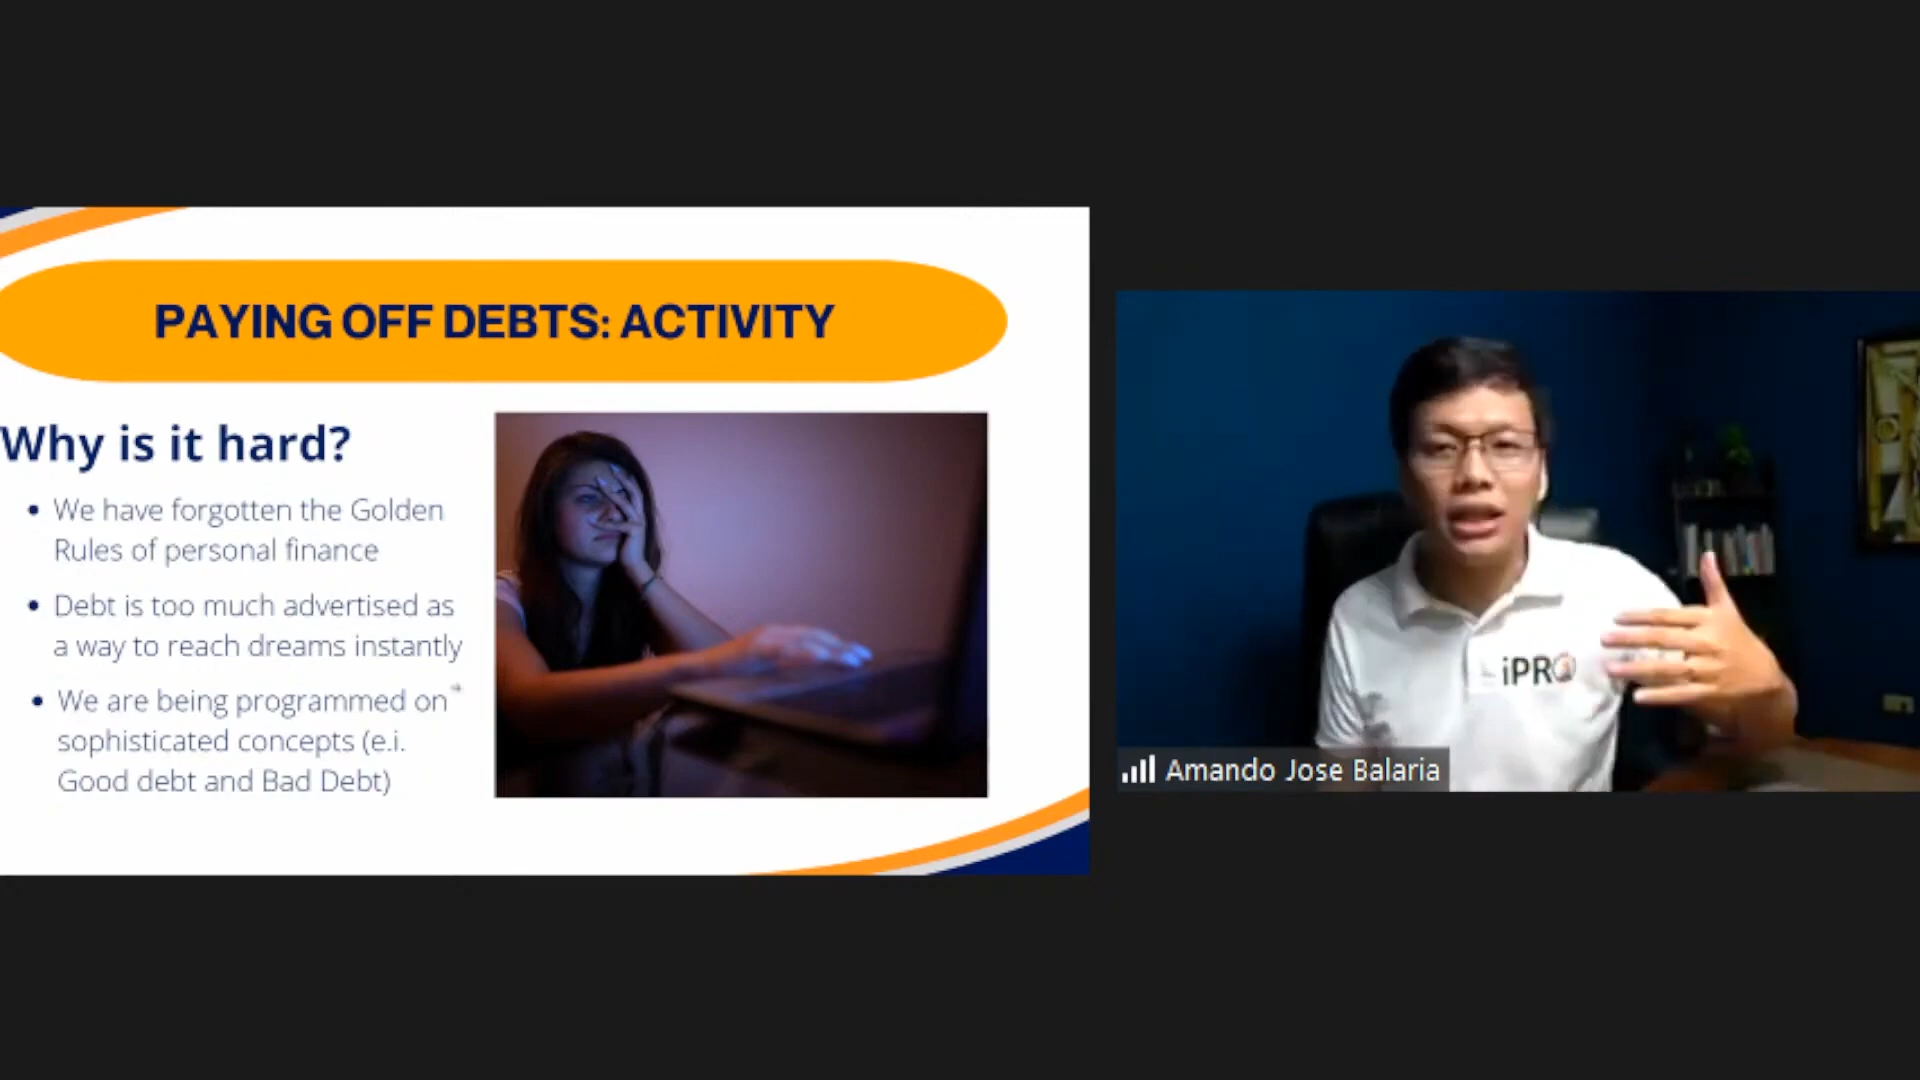 PAYING OFF DEBTS: ACTIVITY
Why is it hard?
• We have forgotten the Golden
Rules of personal finance
• Debt is too much advertised as
a way to reach dreams instantly
• We are being programmed on
sophisticated concepts (e.i.
Good debt and Bad Debt)
iPRO
Amando Jose Balaria